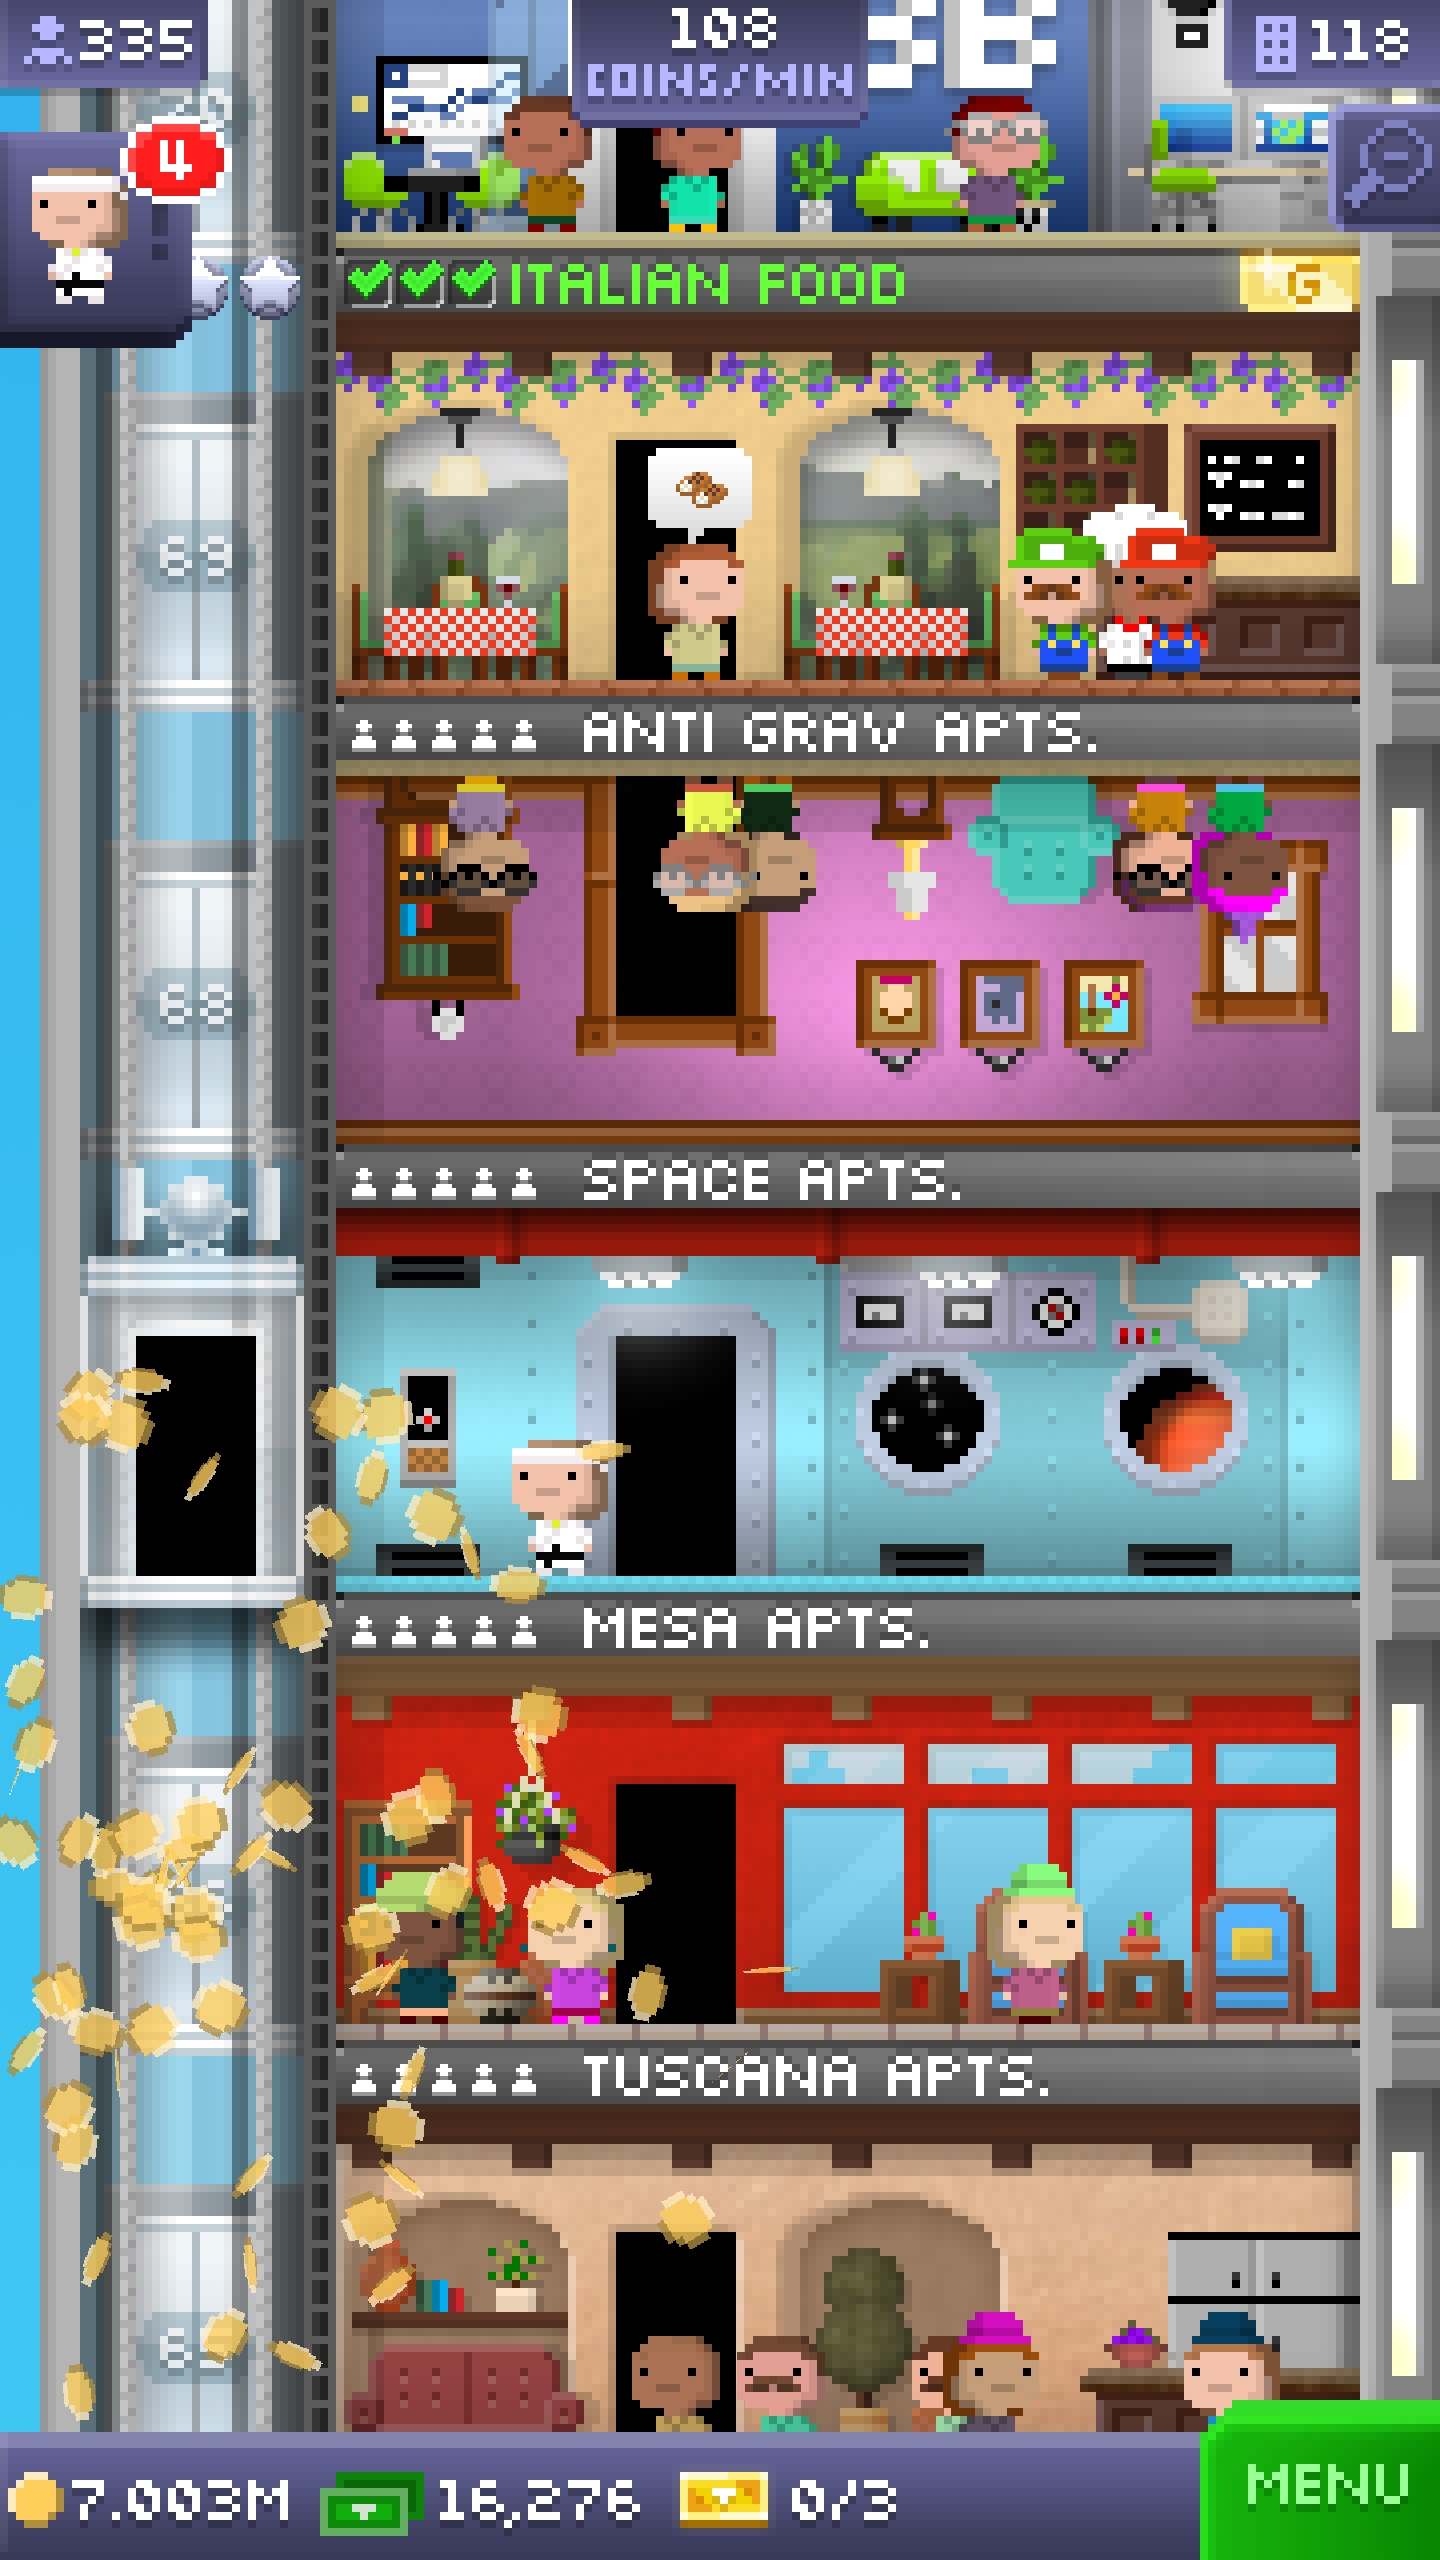 335
108
COINS/MIN
118
4
ITALIAN FOOD
G
ANTI GRAV APTS.
SPACE APTS.
MESA APTS.
TUSCANA APTS.
7.003M
16,276
0/3
MENU